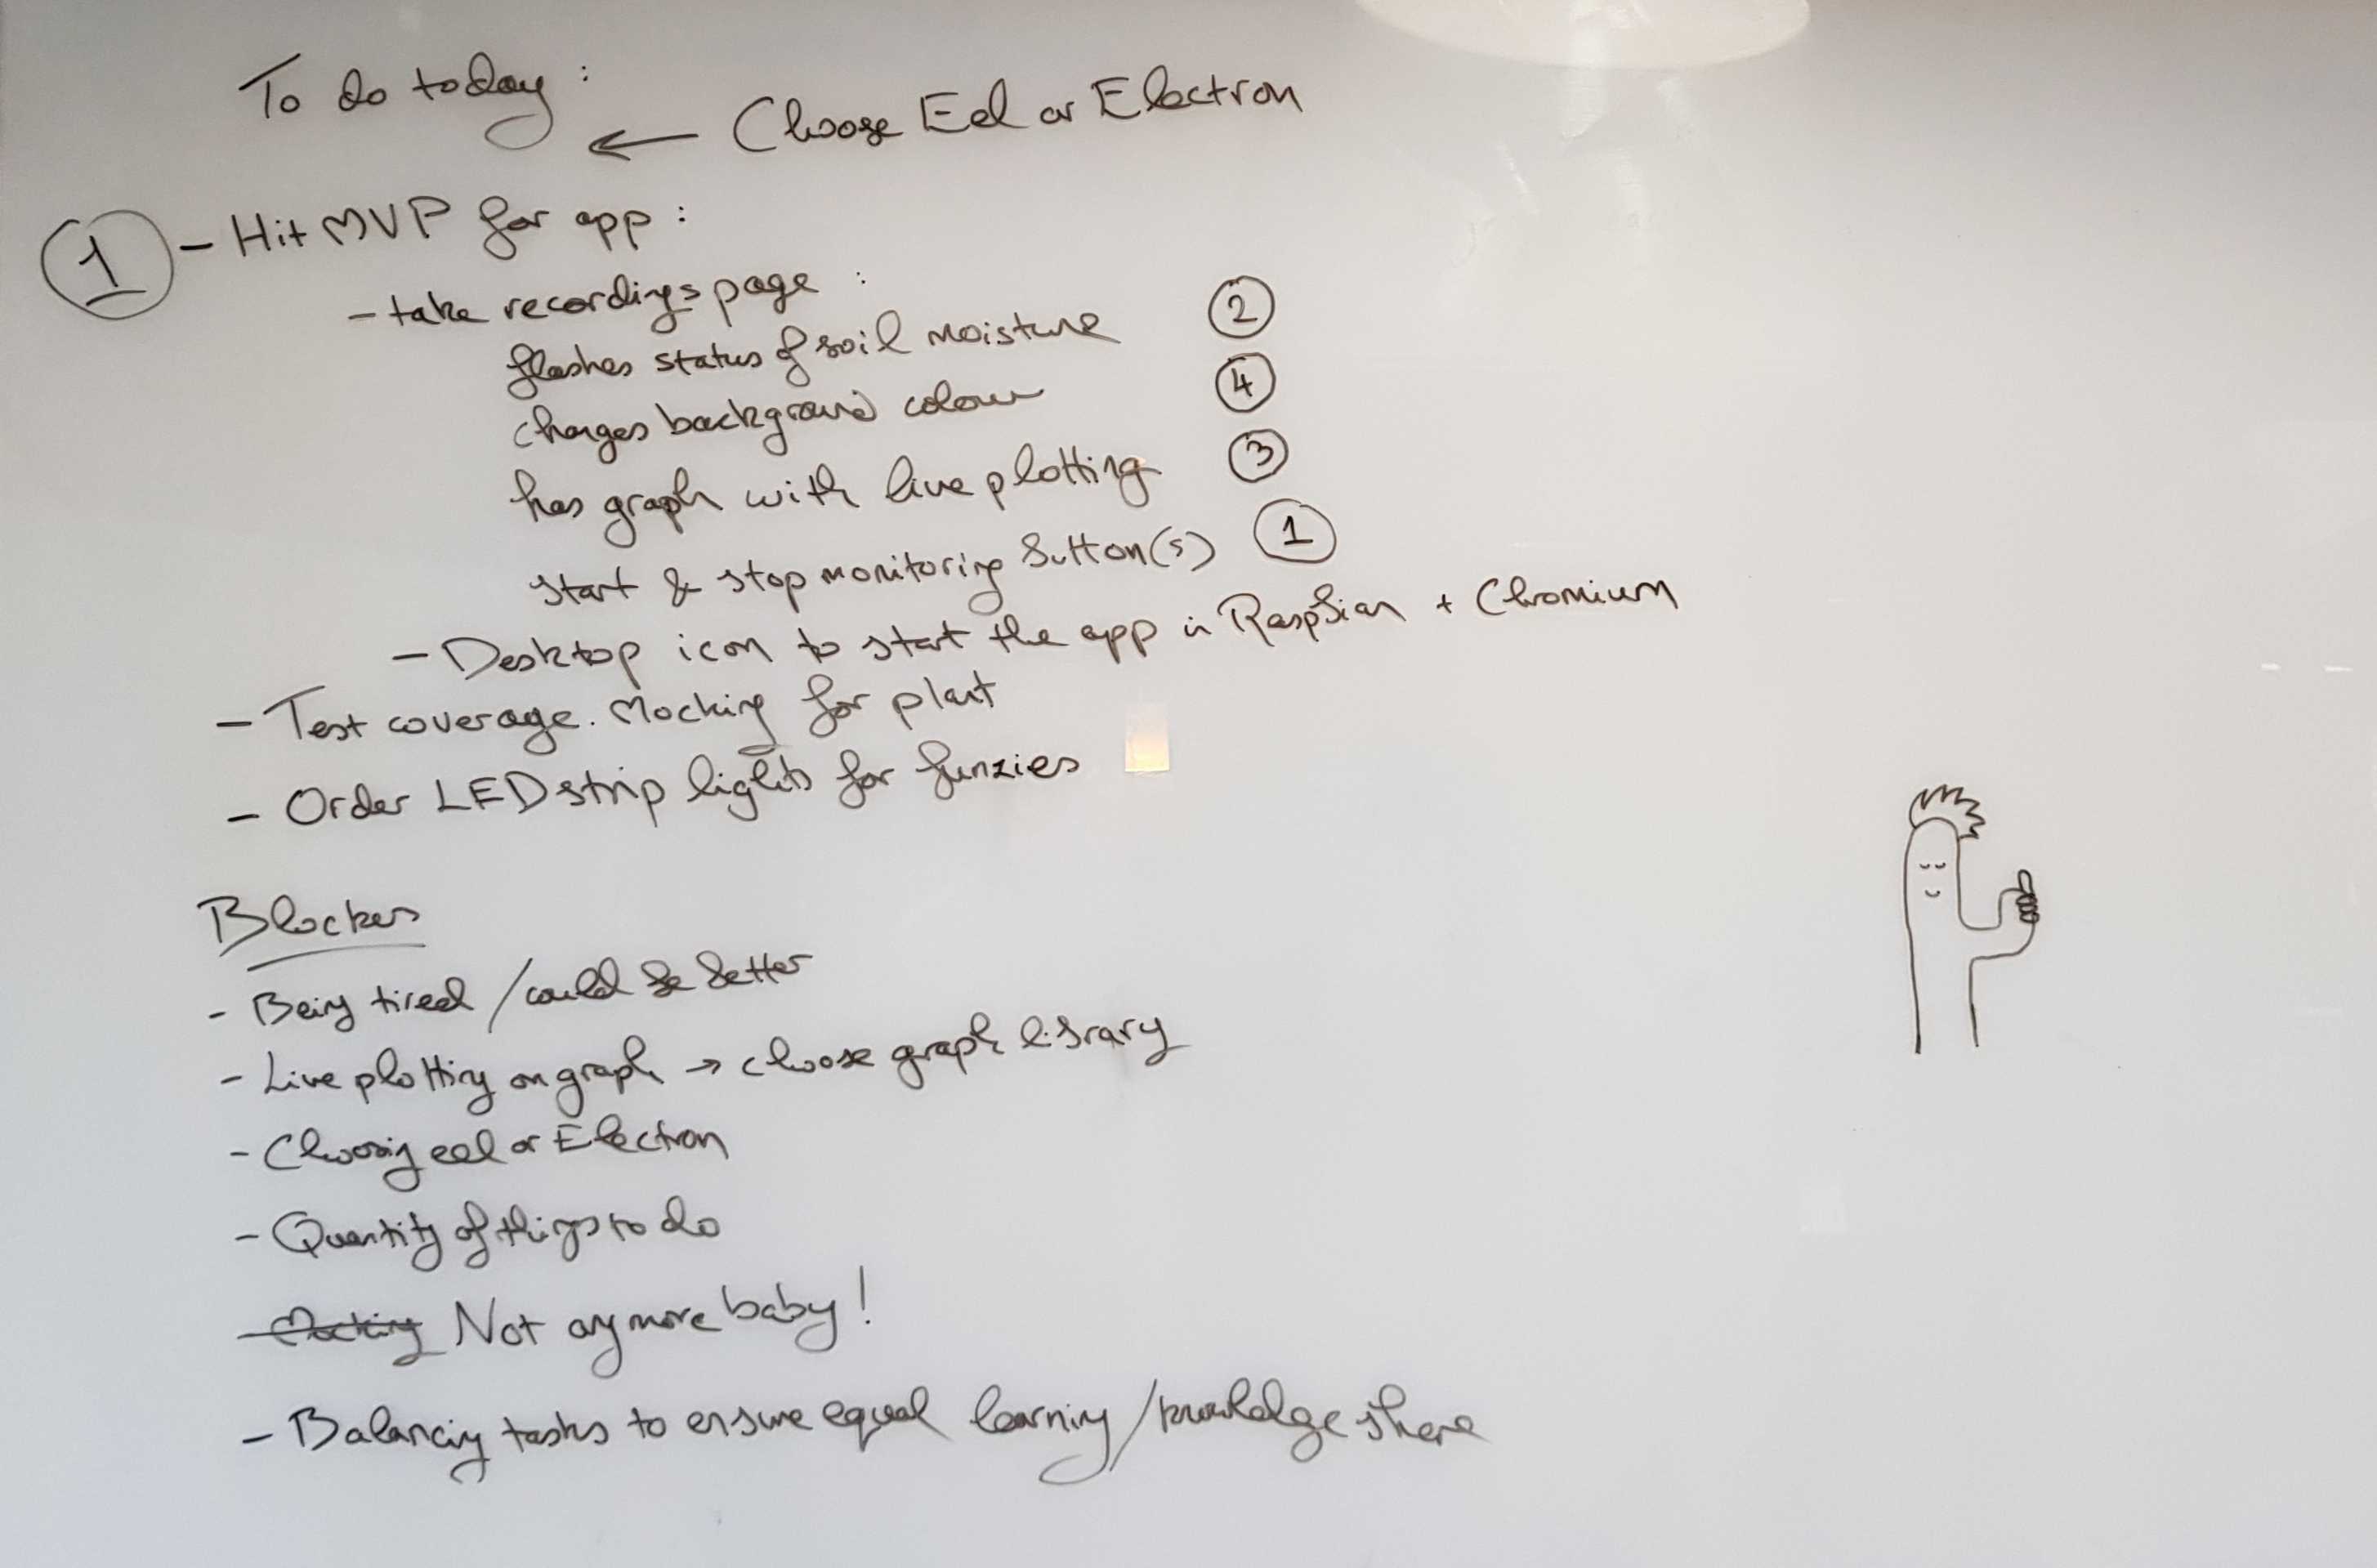 To do today :
← Choose Eel or Electron
① - Hit MVP for app :
- take recordings page :
flashes status of soil moisture ②
changes background colour ④
has graph with live plotting ③
start & stop monitoring button(s) ①
- Desktop icon to start the app in Raspbian + Chromium
- Test coverage. Mocking for plant
- Order LED strip lights for funzies
Blockers
- Being tired / could be better
- Live plotting on graph → choose graph library
- Choosing eel or Electron
- Quantity of things to do
- Mocking Not anymore baby!
- Balancing tasks to ensure equal learning / knowledge share